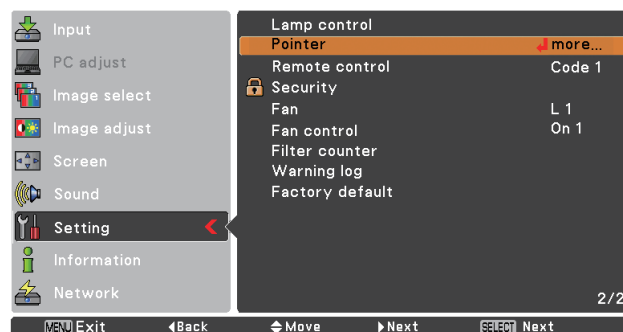 Input
PC adjust
Image select
Image adjust
Screen
Sound
Setting
Information
Network
Lamp control
Pointer more...
Remote control Code 1
Security
Fan L 1
Fan control On 1
Filter counter
Warning log
Factory default
2/2
MENU Exit Back Move Next SELECT Next